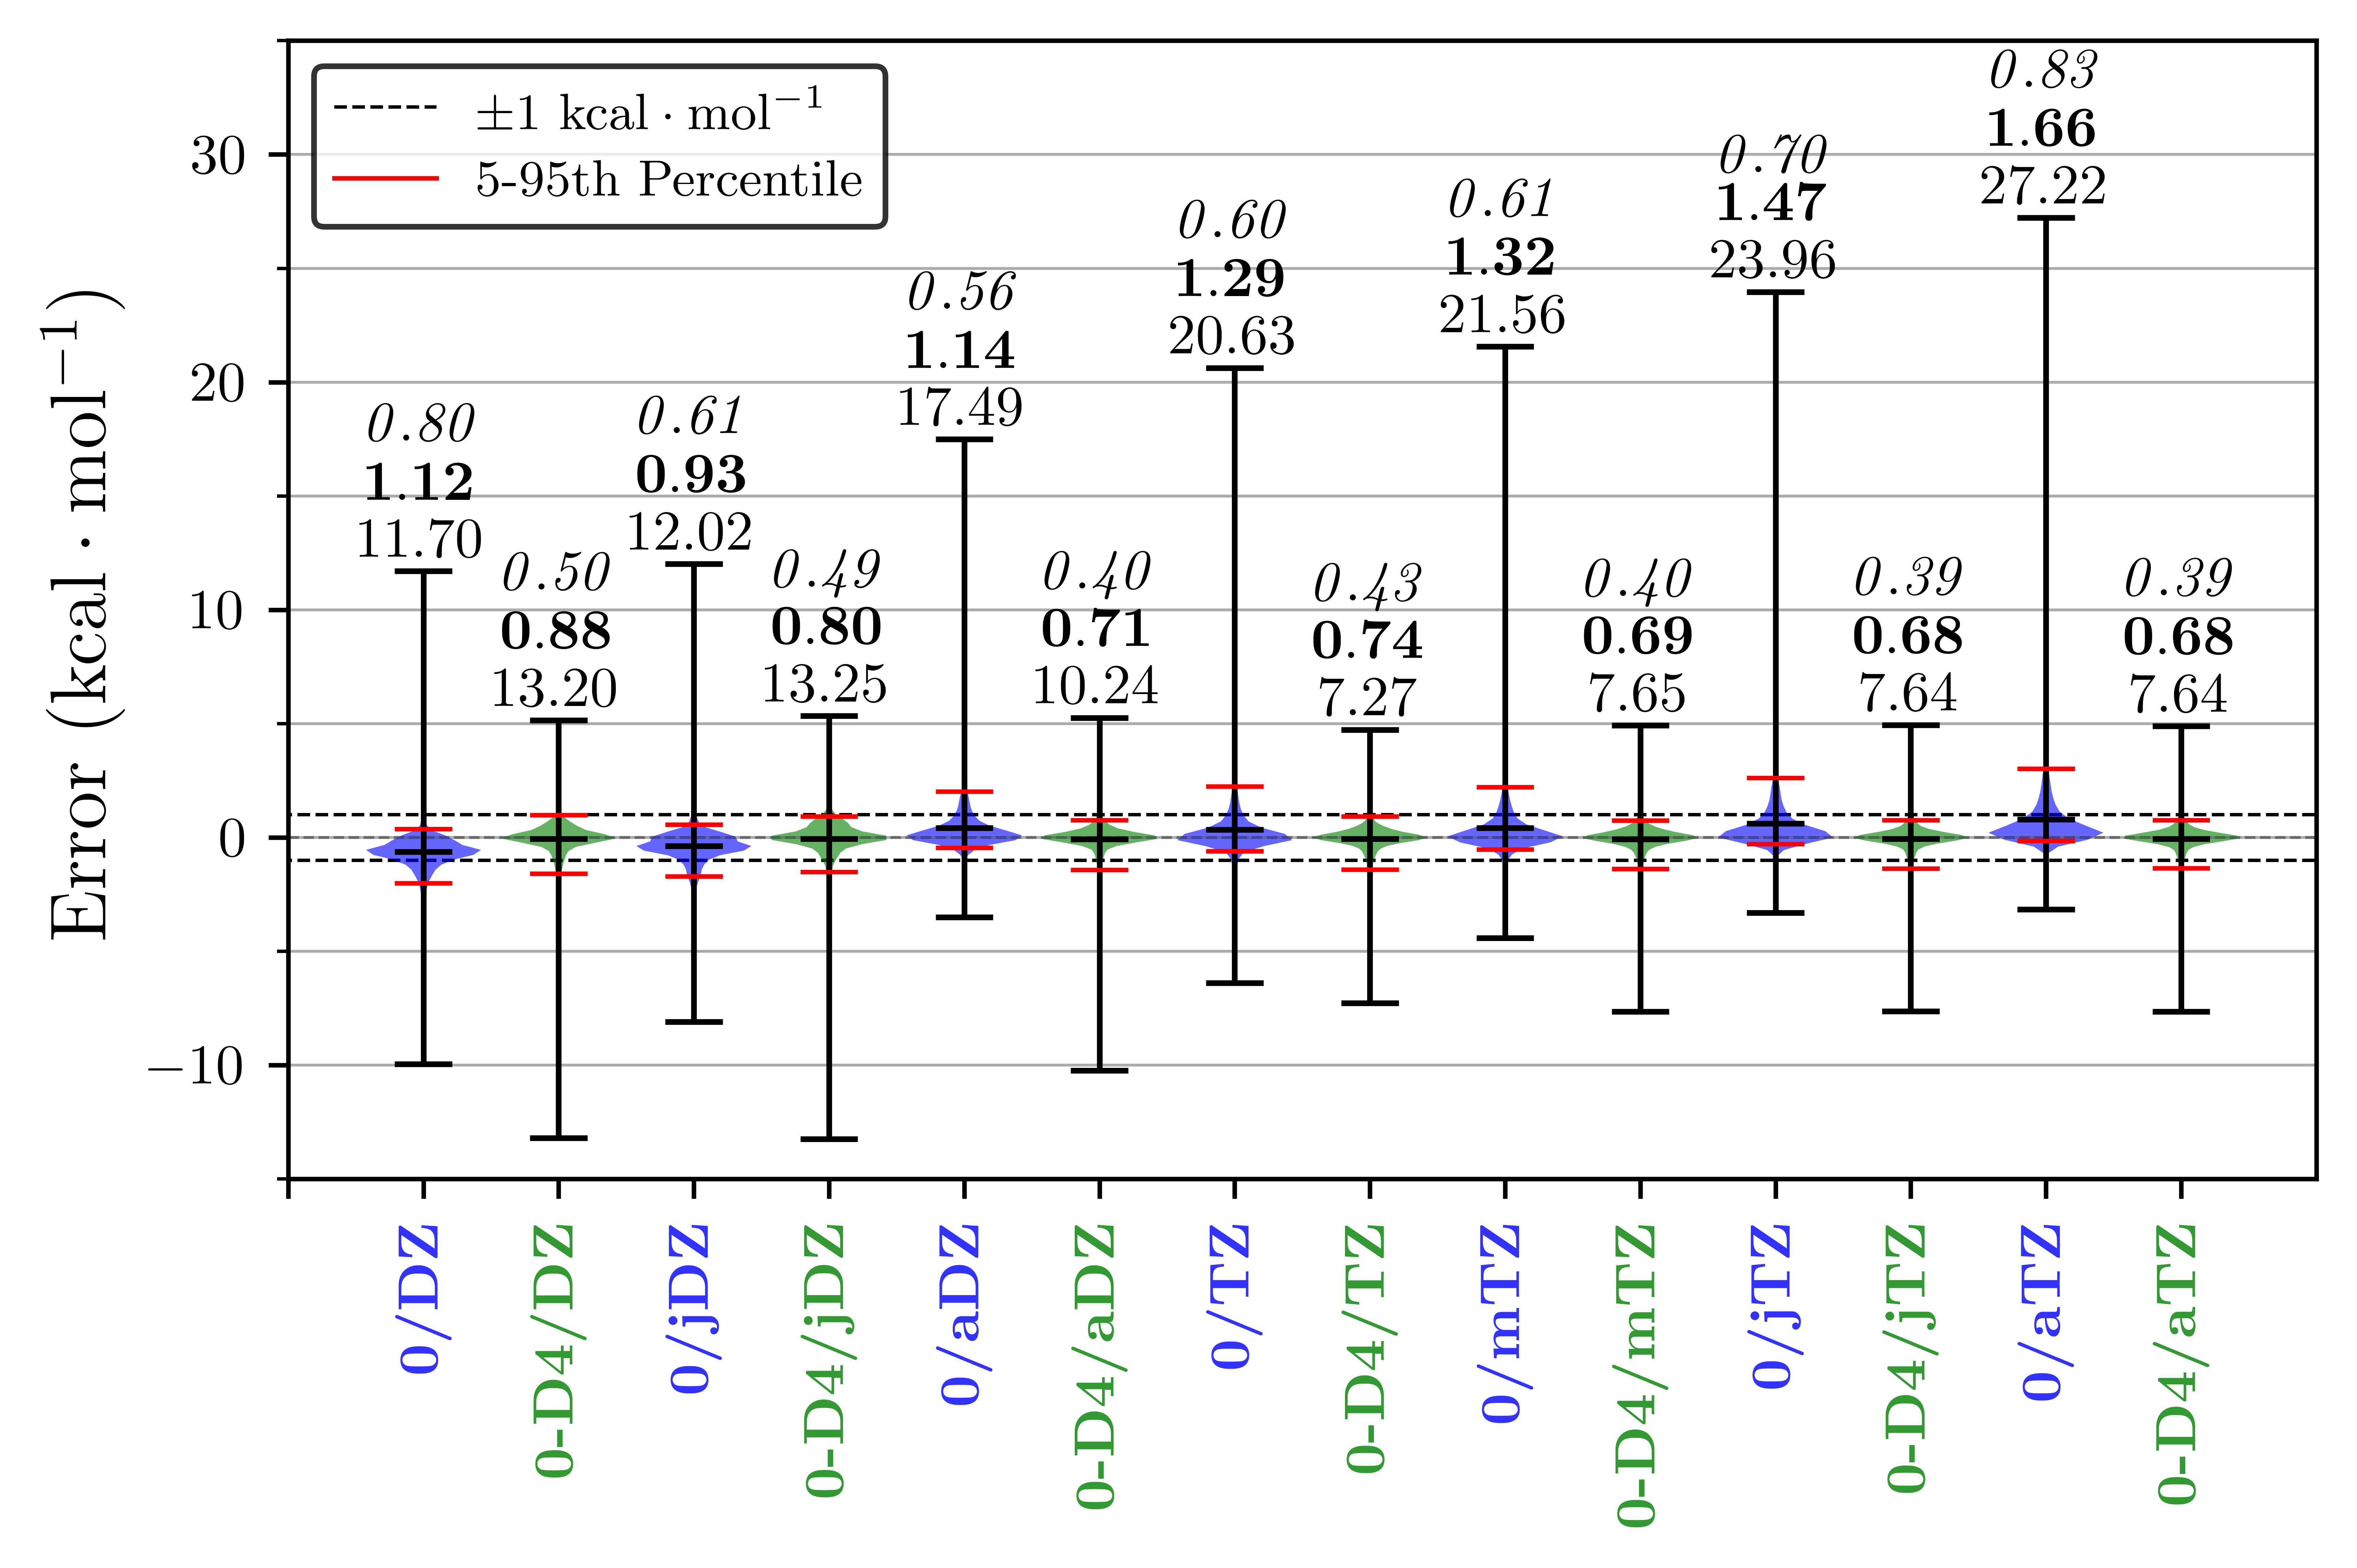 ±1 kcal · mol⁻¹
5-95th Percentile
Error (kcal · mol⁻¹)
30
20
10
0
−10
0.80
1.12
11.70
0.50
0.88
13.20
0.61
0.93
12.02
0.49
0.80
13.25
0.56
1.14
17.49
0.40
0.71
10.24
0.60
1.29
20.63
0.43
0.74
7.27
0.61
1.32
21.56
0.40
0.69
7.65
0.70
1.47
23.96
0.39
0.68
7.64
0.83
1.66
27.22
0.39
0.68
7.64
0/DZ
0-D4/DZ
0/jDZ
0-D4/jDZ
0/aDZ
0-D4/aDZ
0/TZ
0-D4/TZ
0/mTZ
0-D4/mTZ
0/jTZ
0-D4/jTZ
0/aTZ
0-D4/aTZ